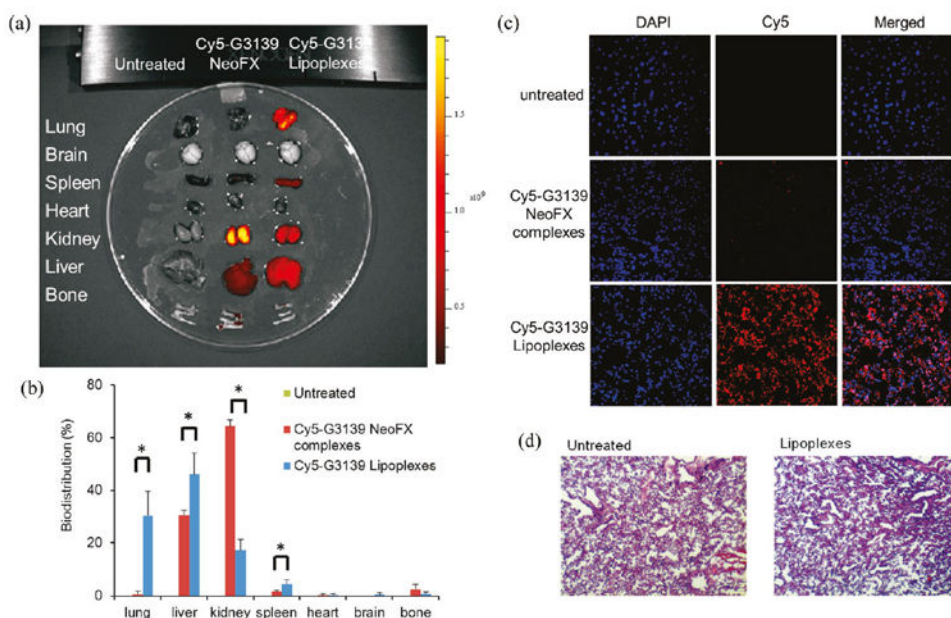 (a)
Untreated
Cy5-G3139
NeoFX
Cy5-G3139
Lipoplexes
Lung
Brain
Spleen
Heart
Kidney
Liver
Bone
1.5
1.0
0.5
x10⁹
(b)
Biodistribution (%)
80
60
40
20
0
Untreated
Cy5-G3139 NeoFX
complexes
Cy5-G3139 Lipoplexes
*
*
*
*
lung liver kidney spleen heart brain bone
(c)
DAPI Cy5 Merged
untreated
Cy5-G3139
NeoFX
complexes
Cy5-G3139
Lipoplexes
(d)
Untreated Lipoplexes